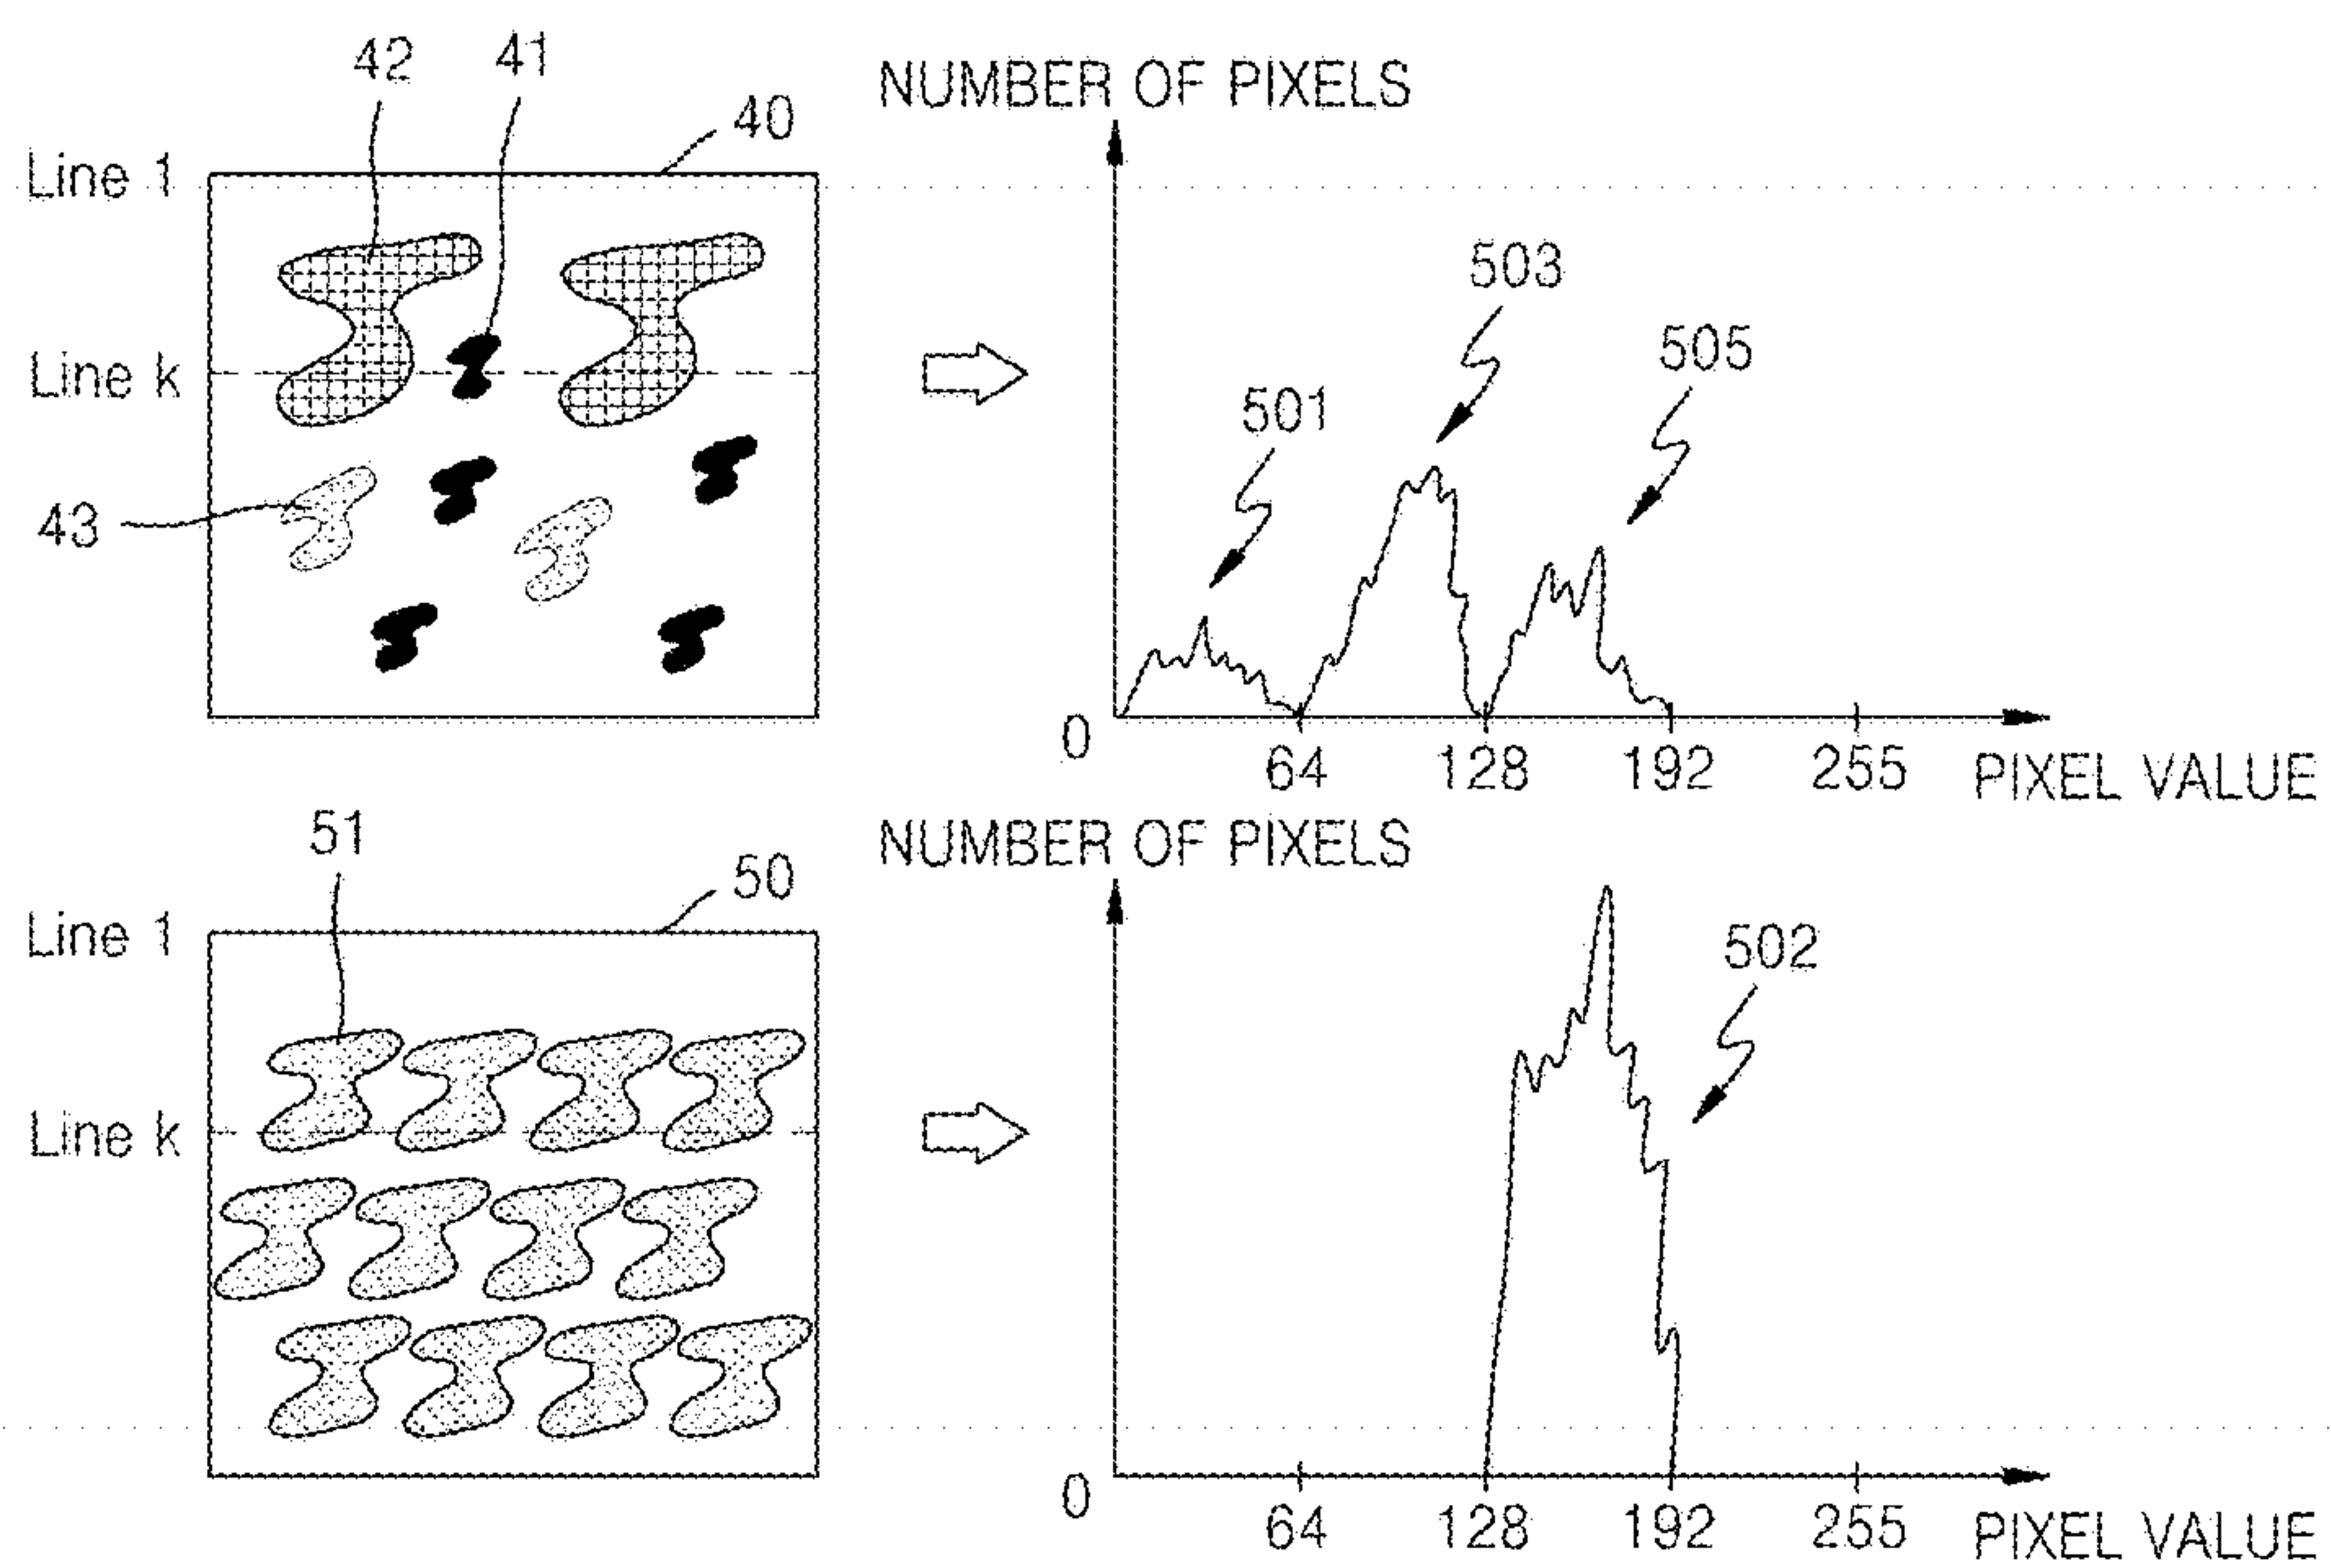 42 41
NUMBER OF PIXELS
40
Line 1
503
505
Line k
501
43
0
64 128 192 255 PIXEL VALUE
51
NUMBER OF PIXELS
50
Line 1
502
Line k
0
64 128 192 255 PIXEL VALUE